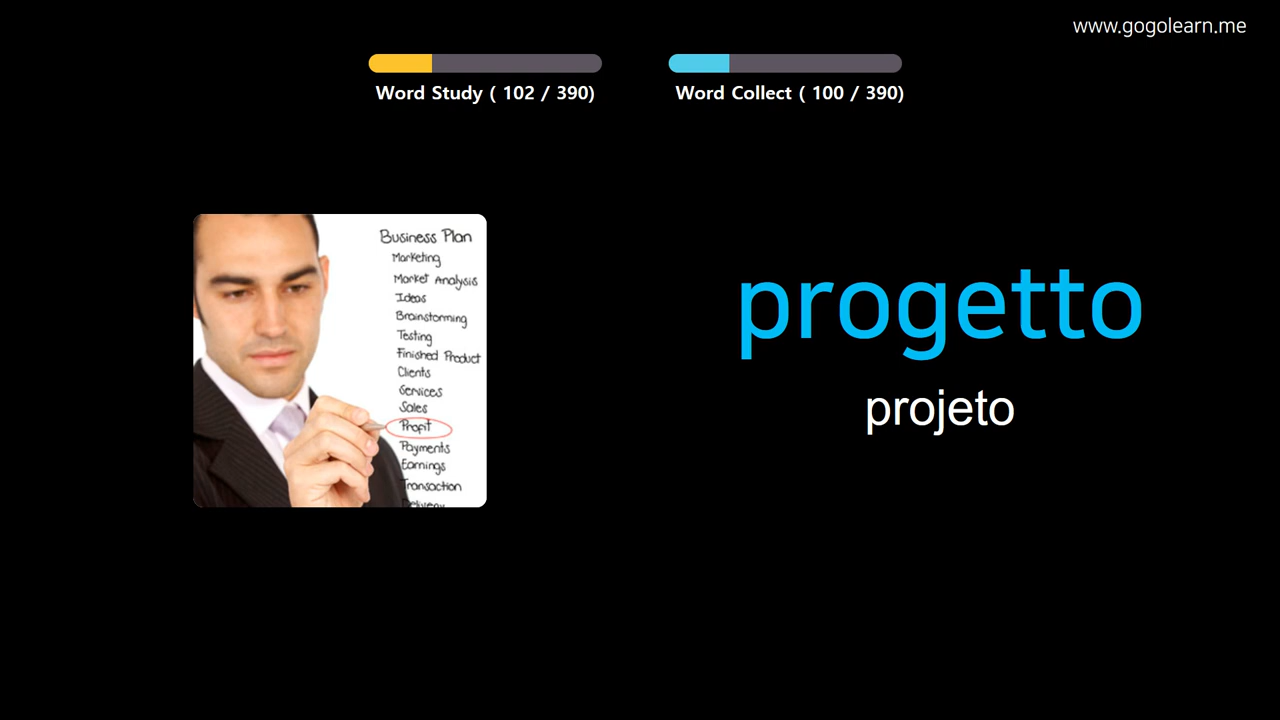 www.gogolearn.me
Word Study ( 102 / 390)
Word Collect ( 100 / 390)
Business Plan
Marketing
Market Analysis
Ideas
Brainstorming
Testing
Finished Product
Clients
Services
Sales
Profit
Payments
Earnings
Transaction
Delivery
progetto
projeto